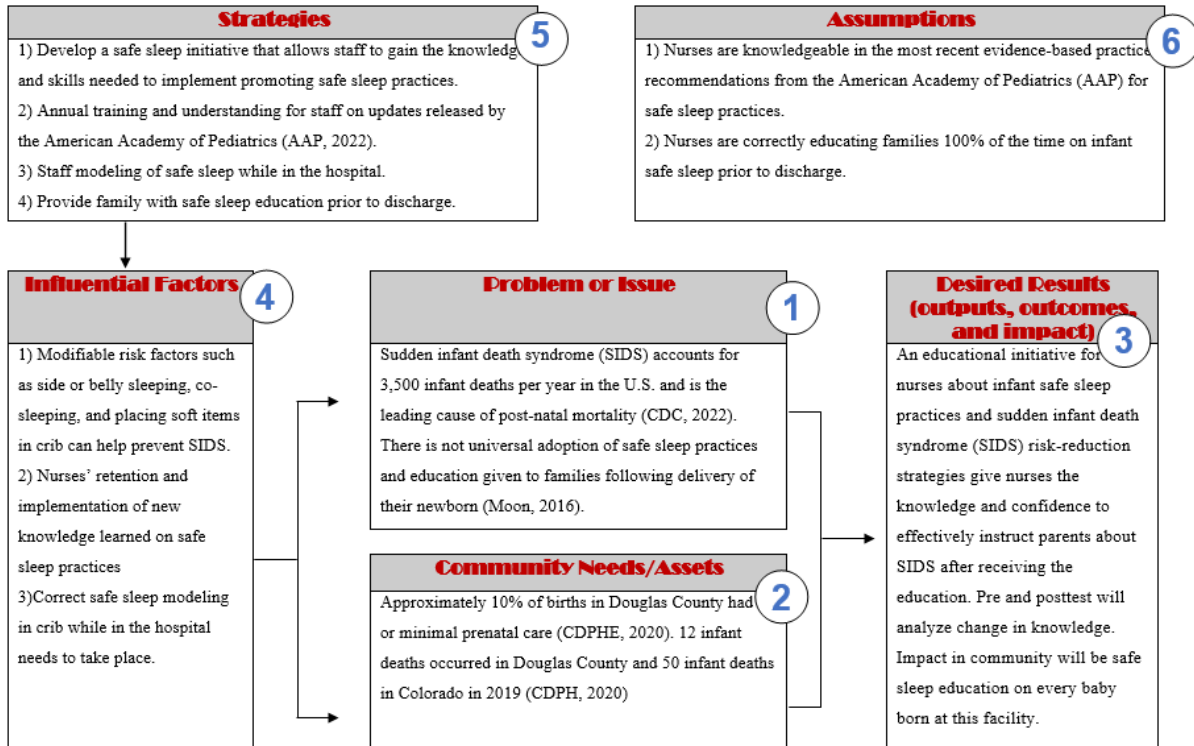 Strategies
5
1) Develop a safe sleep initiative that allows staff to gain the
and skills needed to implement promoting safe sleep practices.
2) Annual training and understanding for staff on updates released by
the American Academy of Pediatrics (AAP, 2022).
3) Staff modeling of safe sleep while in the hospital.
4) Provide family with safe sleep education prior to discharge.
Assumptions
6
1) Nurses are knowledgeable in the most recent evidence-based practice
recommendations from the American Academy of Pediatrics (AAP) for
safe sleep practices.
2) Nurses are correctly educating families 100% of the time on infant
safe sleep prior to discharge.
Influential Factors
4
1) Modifiable risk factors such
as side or belly sleeping, co-
sleeping, and placing soft items
in crib can help prevent SIDS.
2) Nurses’ retention and
implementation of new
knowledge learned on safe
sleep practices
3)Correct safe sleep modeling
in crib while in the hospital
needs to take place.
Problem or Issue
1
Sudden infant death syndrome (SIDS) accounts for
3,500 infant deaths per year in the U.S. and is the
leading cause of post-natal mortality (CDC, 2022).
There is not universal adoption of safe sleep practices
and education given to families following delivery of
their newborn (Moon, 2016).
Community Needs/Assets
2
Approximately 10% of births in Douglas County had
or minimal prenatal care (CDPHE, 2020). 12 infant
deaths occurred in Douglas County and 50 infant deaths
in Colorado in 2019 (CDPH, 2020)
Desired Results
(outputs, outcomes,
and impact)
3
An educational initiative for
nurses about infant safe sleep
practices and sudden infant death
syndrome (SIDS) risk-reduction
strategies give nurses the
knowledge and confidence to
effectively instruct parents about
SIDS after receiving the
education. Pre and posttest will
analyze change in knowledge.
Impact in community will be safe
sleep education on every baby
born at this facility.